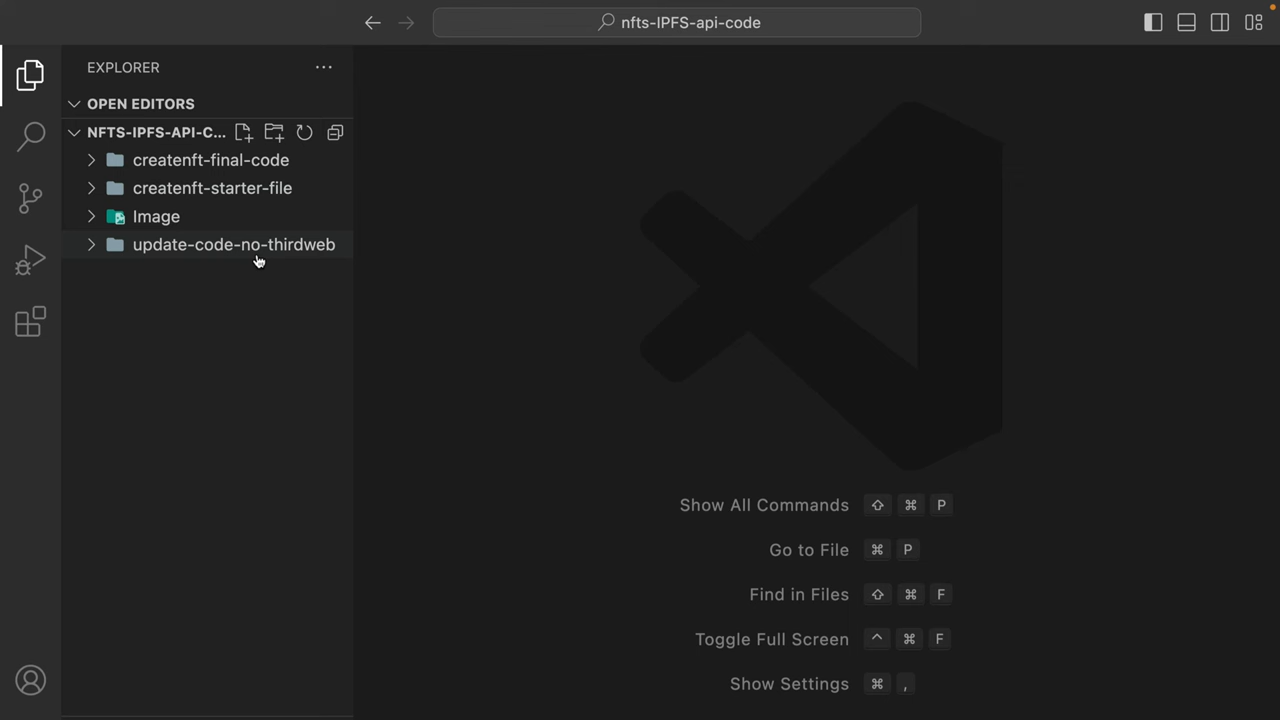 nfts-IPFS-api-code
EXPLORER
OPEN EDITORS
NFTS-IPFS-API-C...
createnft-final-code
createnft-starter-file
Image
update-code-no-thirdweb
Show All Commands ⇧ ⌘ P
Go to File ⌘ P
Find in Files ⇧ ⌘ F
Toggle Full Screen ^ ⌘ F
Show Settings ⌘ ,